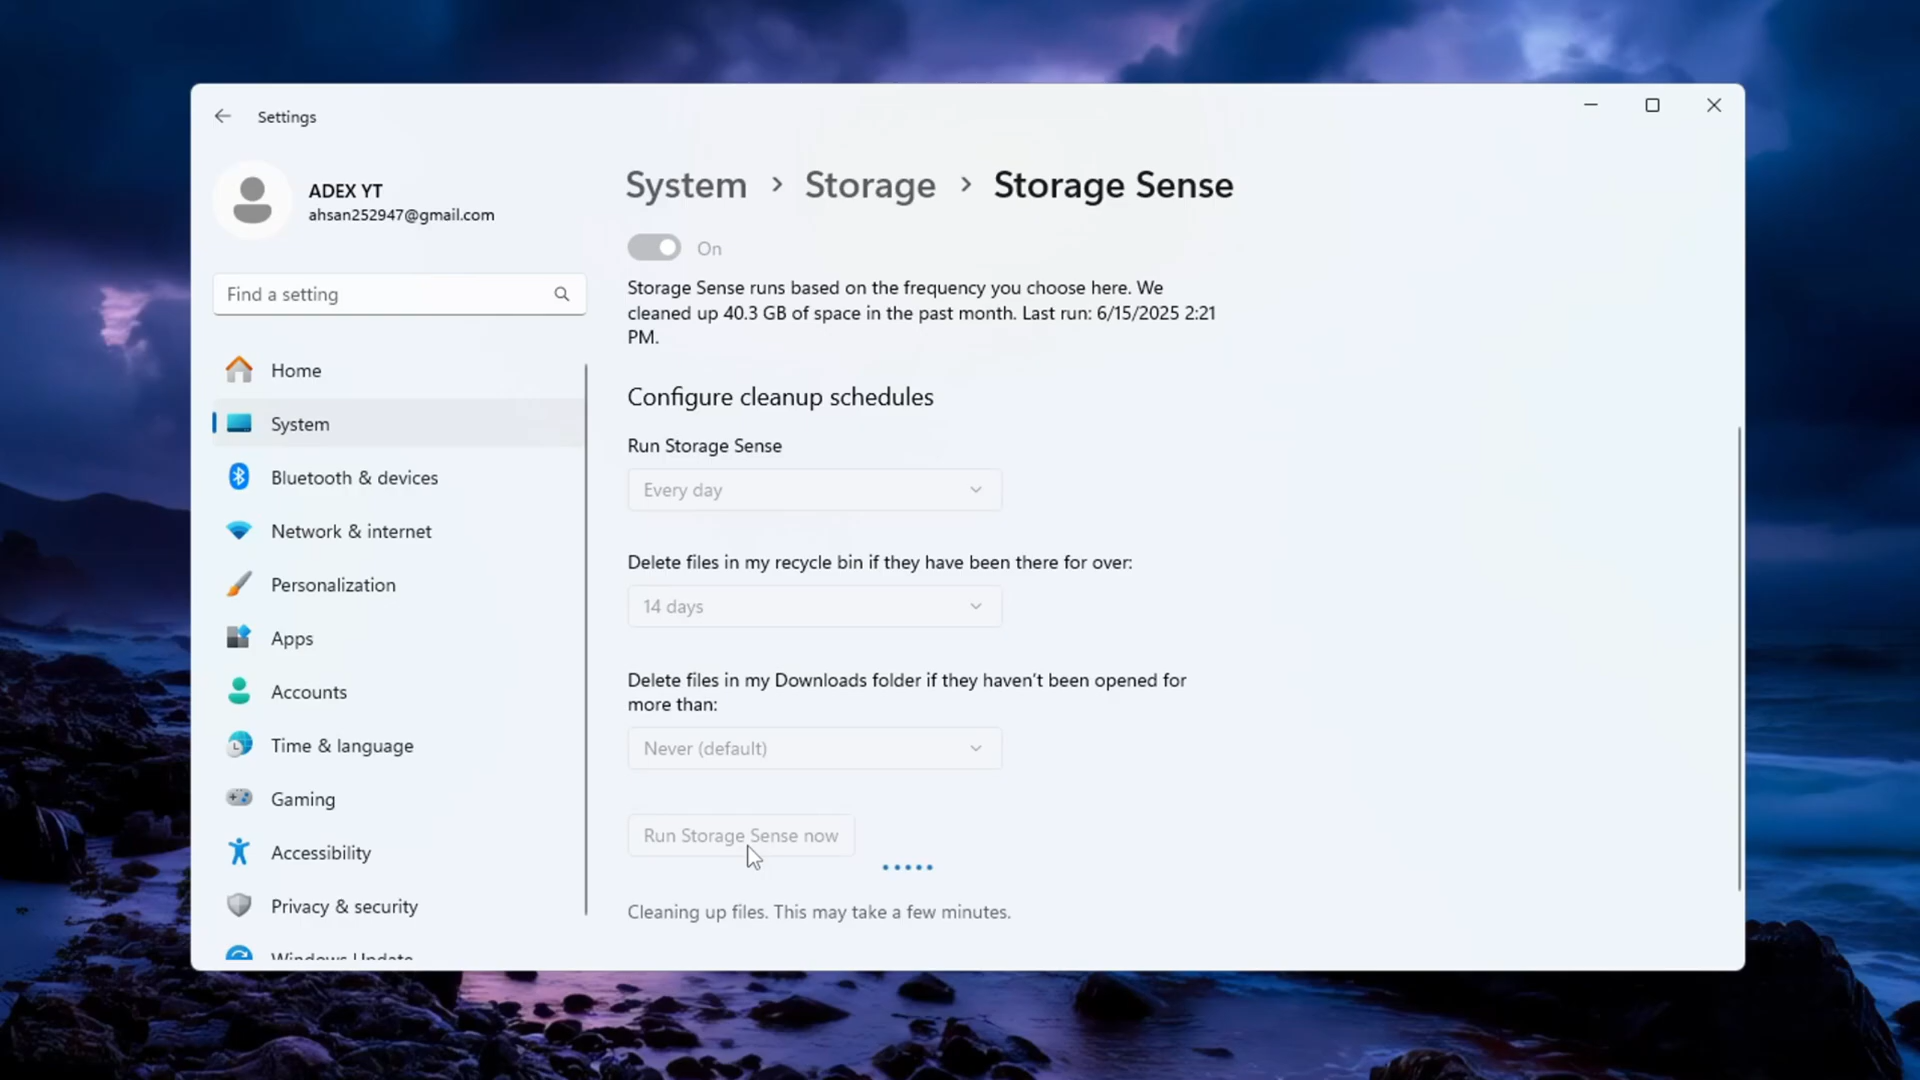 Settings
ADEX YT
ahsan252947@gmail.com
Find a setting
Home
System
Bluetooth & devices
Network & internet
Personalization
Apps
Accounts
Time & language
Gaming
Accessibility
Privacy & security
Windows Update
System > Storage > Storage Sense
On
Storage Sense runs based on the frequency you choose here. We
cleaned up 40.3 GB of space in the past month. Last run: 6/15/2025 2:21
PM.
Configure cleanup schedules
Run Storage Sense
Every day
Delete files in my recycle bin if they have been there for over:
14 days
Delete files in my Downloads folder if they haven't been opened for
more than:
Never (default)
Run Storage Sense now
Cleaning up files. This may take a few minutes.